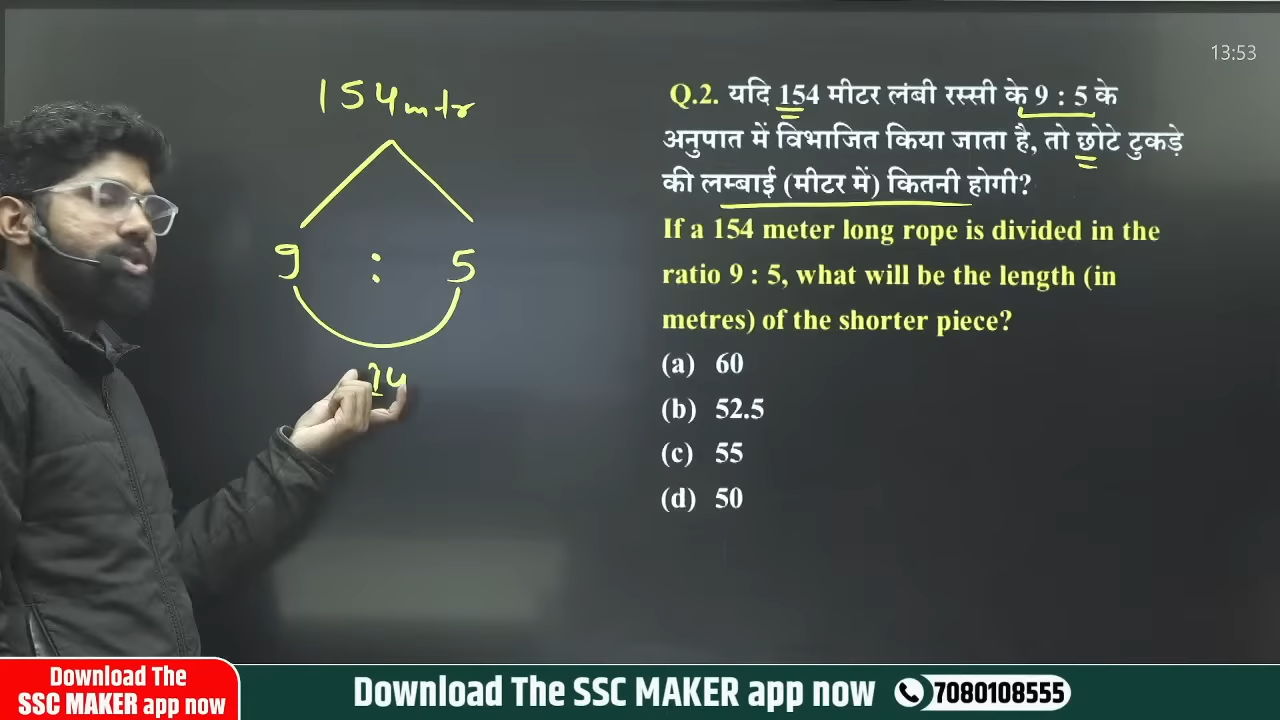 13:53
154 mtr
9 : 5
14
Q.2. यदि 154 मीटर लंबी रस्सी के 9 : 5 के
अनुपात में विभाजित किया जाता है, तो छोटे टुकड़े
की लम्बाई (मीटर में) कितनी होगी?
If a 154 meter long rope is divided in the
ratio 9 : 5, what will be the length (in
metres) of the shorter piece?
(a) 60
(b) 52.5
(c) 55
(d) 50
Download The
SSC MAKER app now
Download The SSC MAKER app now 7080108555